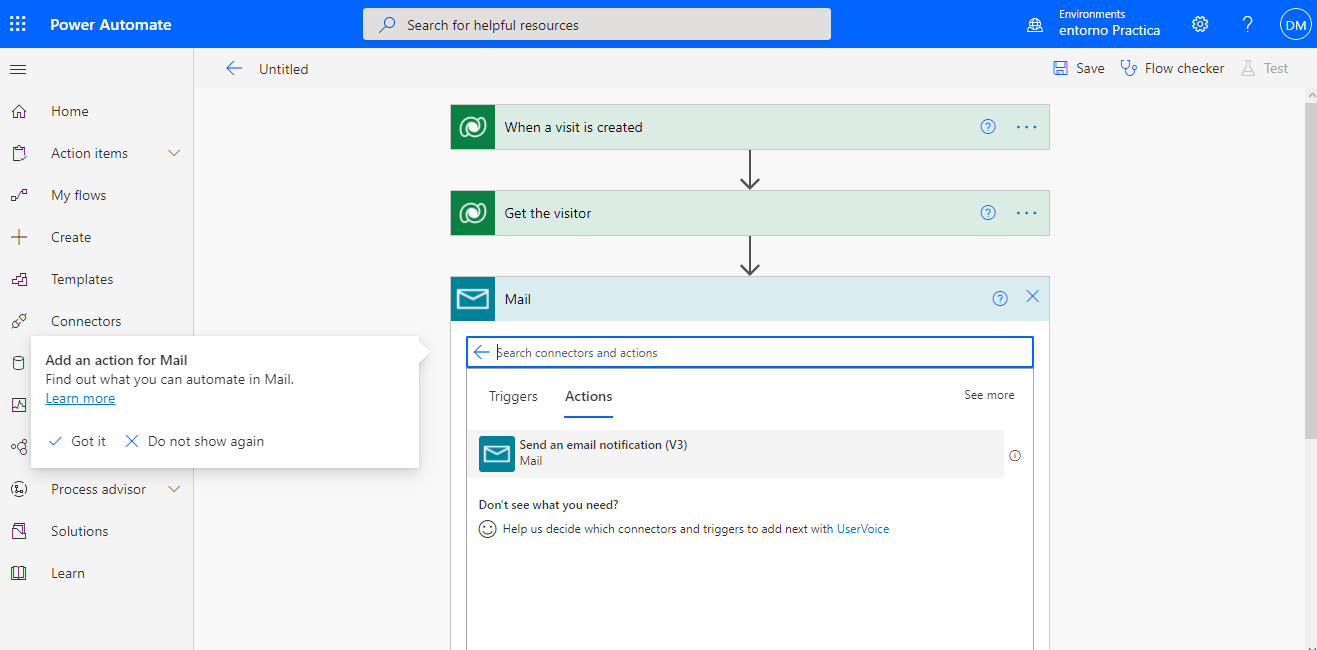 Power Automate
Search for helpful resources
Environments
entorno Practica
?
DM
Untitled
Save
Flow checker
Test
Home
Action items
My flows
Create
Templates
Connectors
Process advisor
Solutions
Learn
Add an action for Mail
Find out what you can automate in Mail.
Learn more
Got it
Do not show again
When a visit is created
?
...
Get the visitor
?
...
Mail
?
Search connectors and actions
Triggers
Actions
See more
Send an email notification (V3)
Mail
Don't see what you need?
Help us decide which connectors and triggers to add next with UserVoice